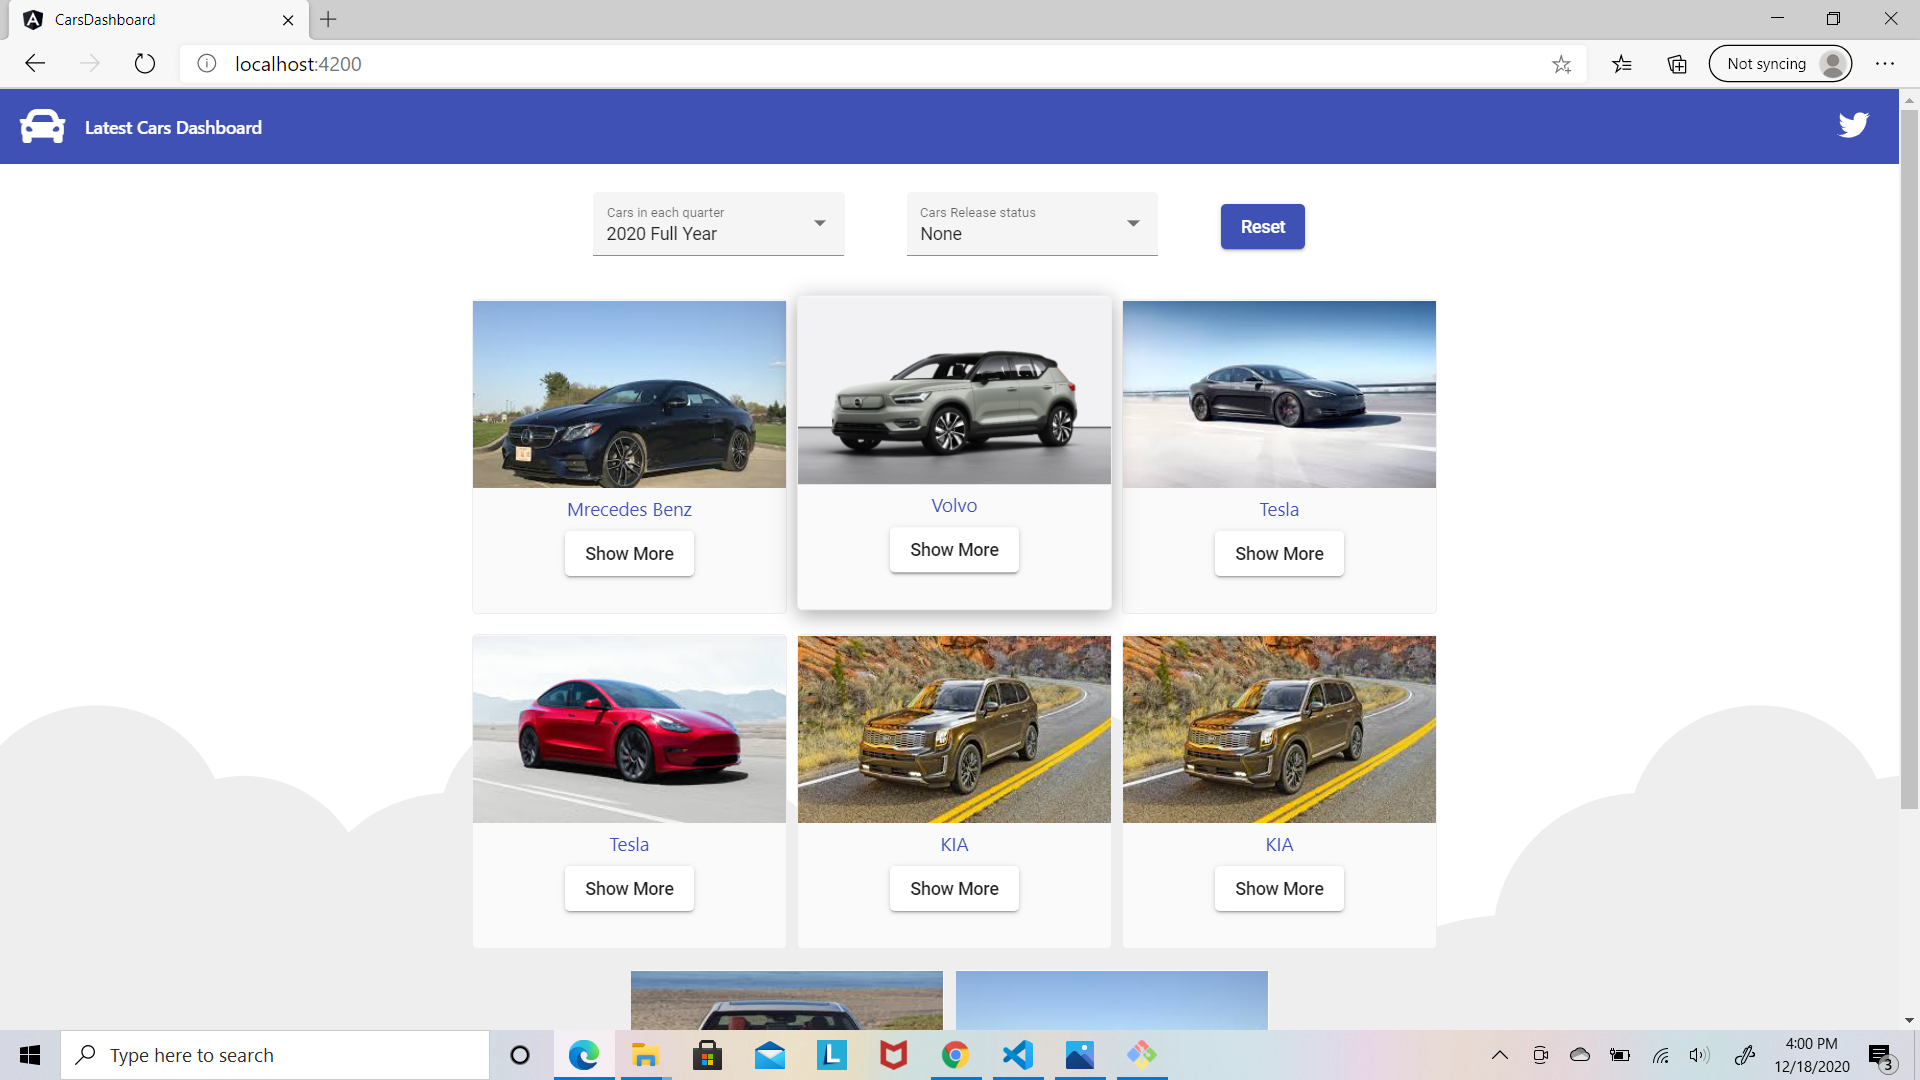 CarsDashboard
localhost:4200
Not syncing
Latest Cars Dashboard
Cars in each quarter
2020 Full Year
Cars Release status
None
Reset
Mrecedes Benz
Show More
Volvo
Show More
Tesla
Show More
Tesla
Show More
KIA
Show More
KIA
Show More
Type here to search
L
4:00 PM
12/18/2020
3